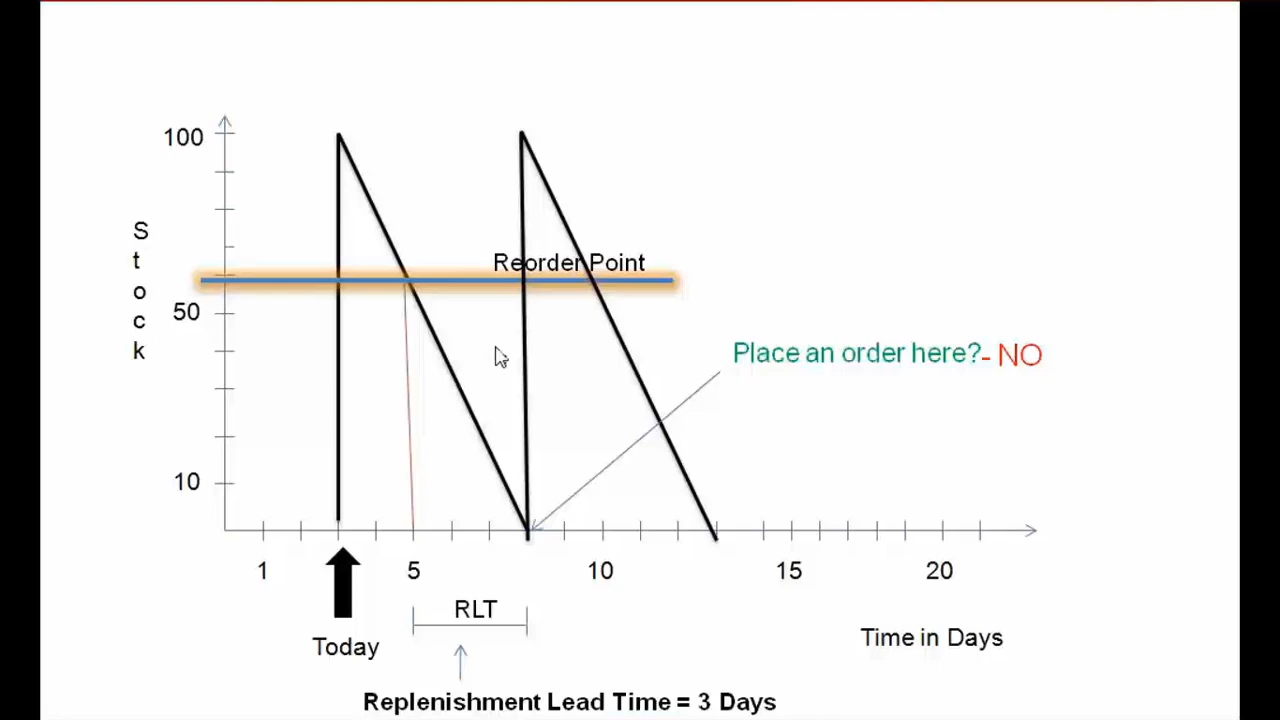 100
S
t
o
c
k
Reorder Point
50
Place an order here?- NO
10
1 5 10 15 20
RLT
Today
Time in Days
Replenishment Lead Time = 3 Days